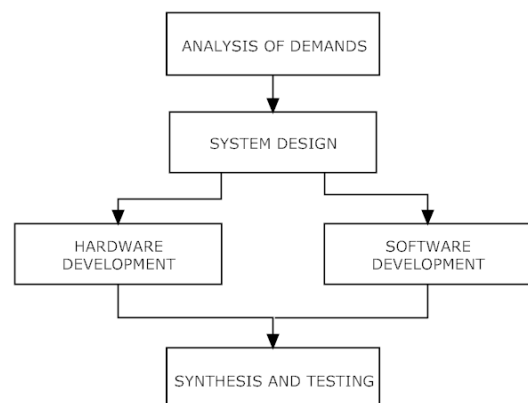 ANALYSIS OF DEMANDS
SYSTEM DESIGN
HARDWARE
DEVELOPMENT
SOFTWARE
DEVELOPMENT
SYNTHESIS AND TESTING